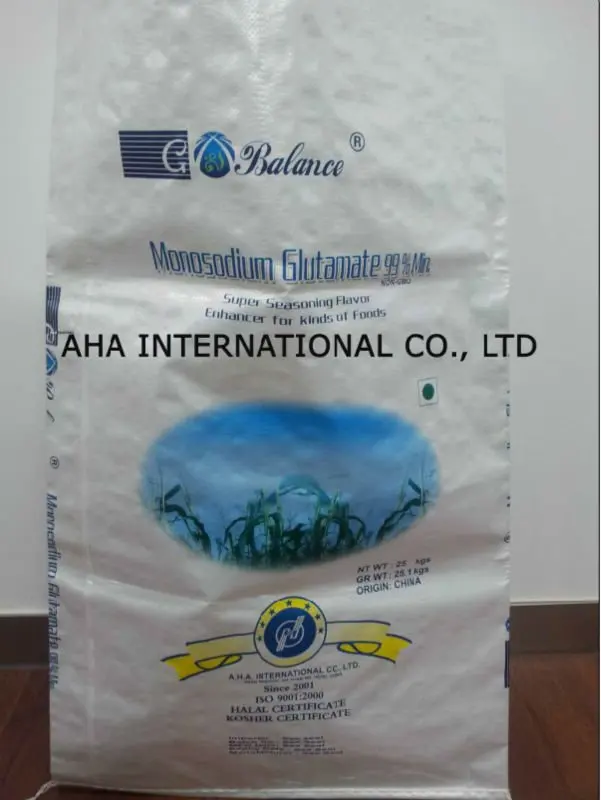 G Balance ®
Monosodium Glutamate 99% Min.
NON-GMO
Super Seasoning Flavor
Enhancer for kinds of Foods
AHA INTERNATIONAL CO., LTD
NT WT : 25 kgs
GR WT : 25.1 kgs
ORIGIN: CHINA
A.H.A. INTERNATIONAL CO., LTD.
Since 2001
ISO 9001:2000
HALAL CERTIFICATE
KOSHER CERTIFICATE
®
Monosodium Glutamate